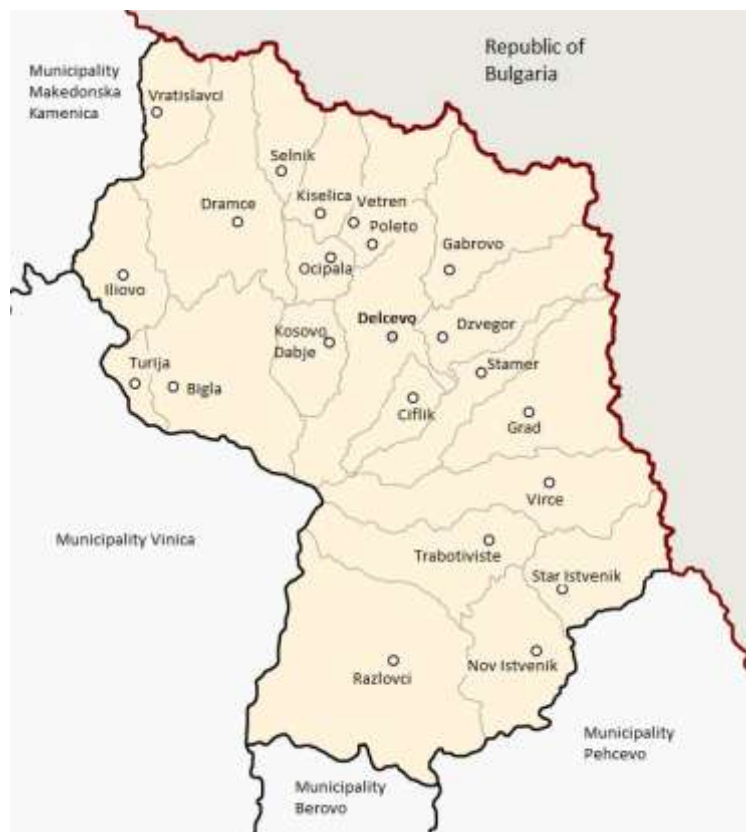 Republic of
Bulgaria
Municipality
Makedonska
Kamenica
Vratislavci
Selnik
Kiselica
Vetren
Dramce
Poleto
Gabrovo
Ocipala
Iliovo
Delcevo
Dzvegor
Kosovo
Dabje
Stamer
Turija
Bigla
Ciflik
Grad
Virce
Municipality Vinica
Trabotiviste
Star Istvenik
Nov Istvenik
Razlovci
Municipality
Pehcevo
Municipality
Berovo